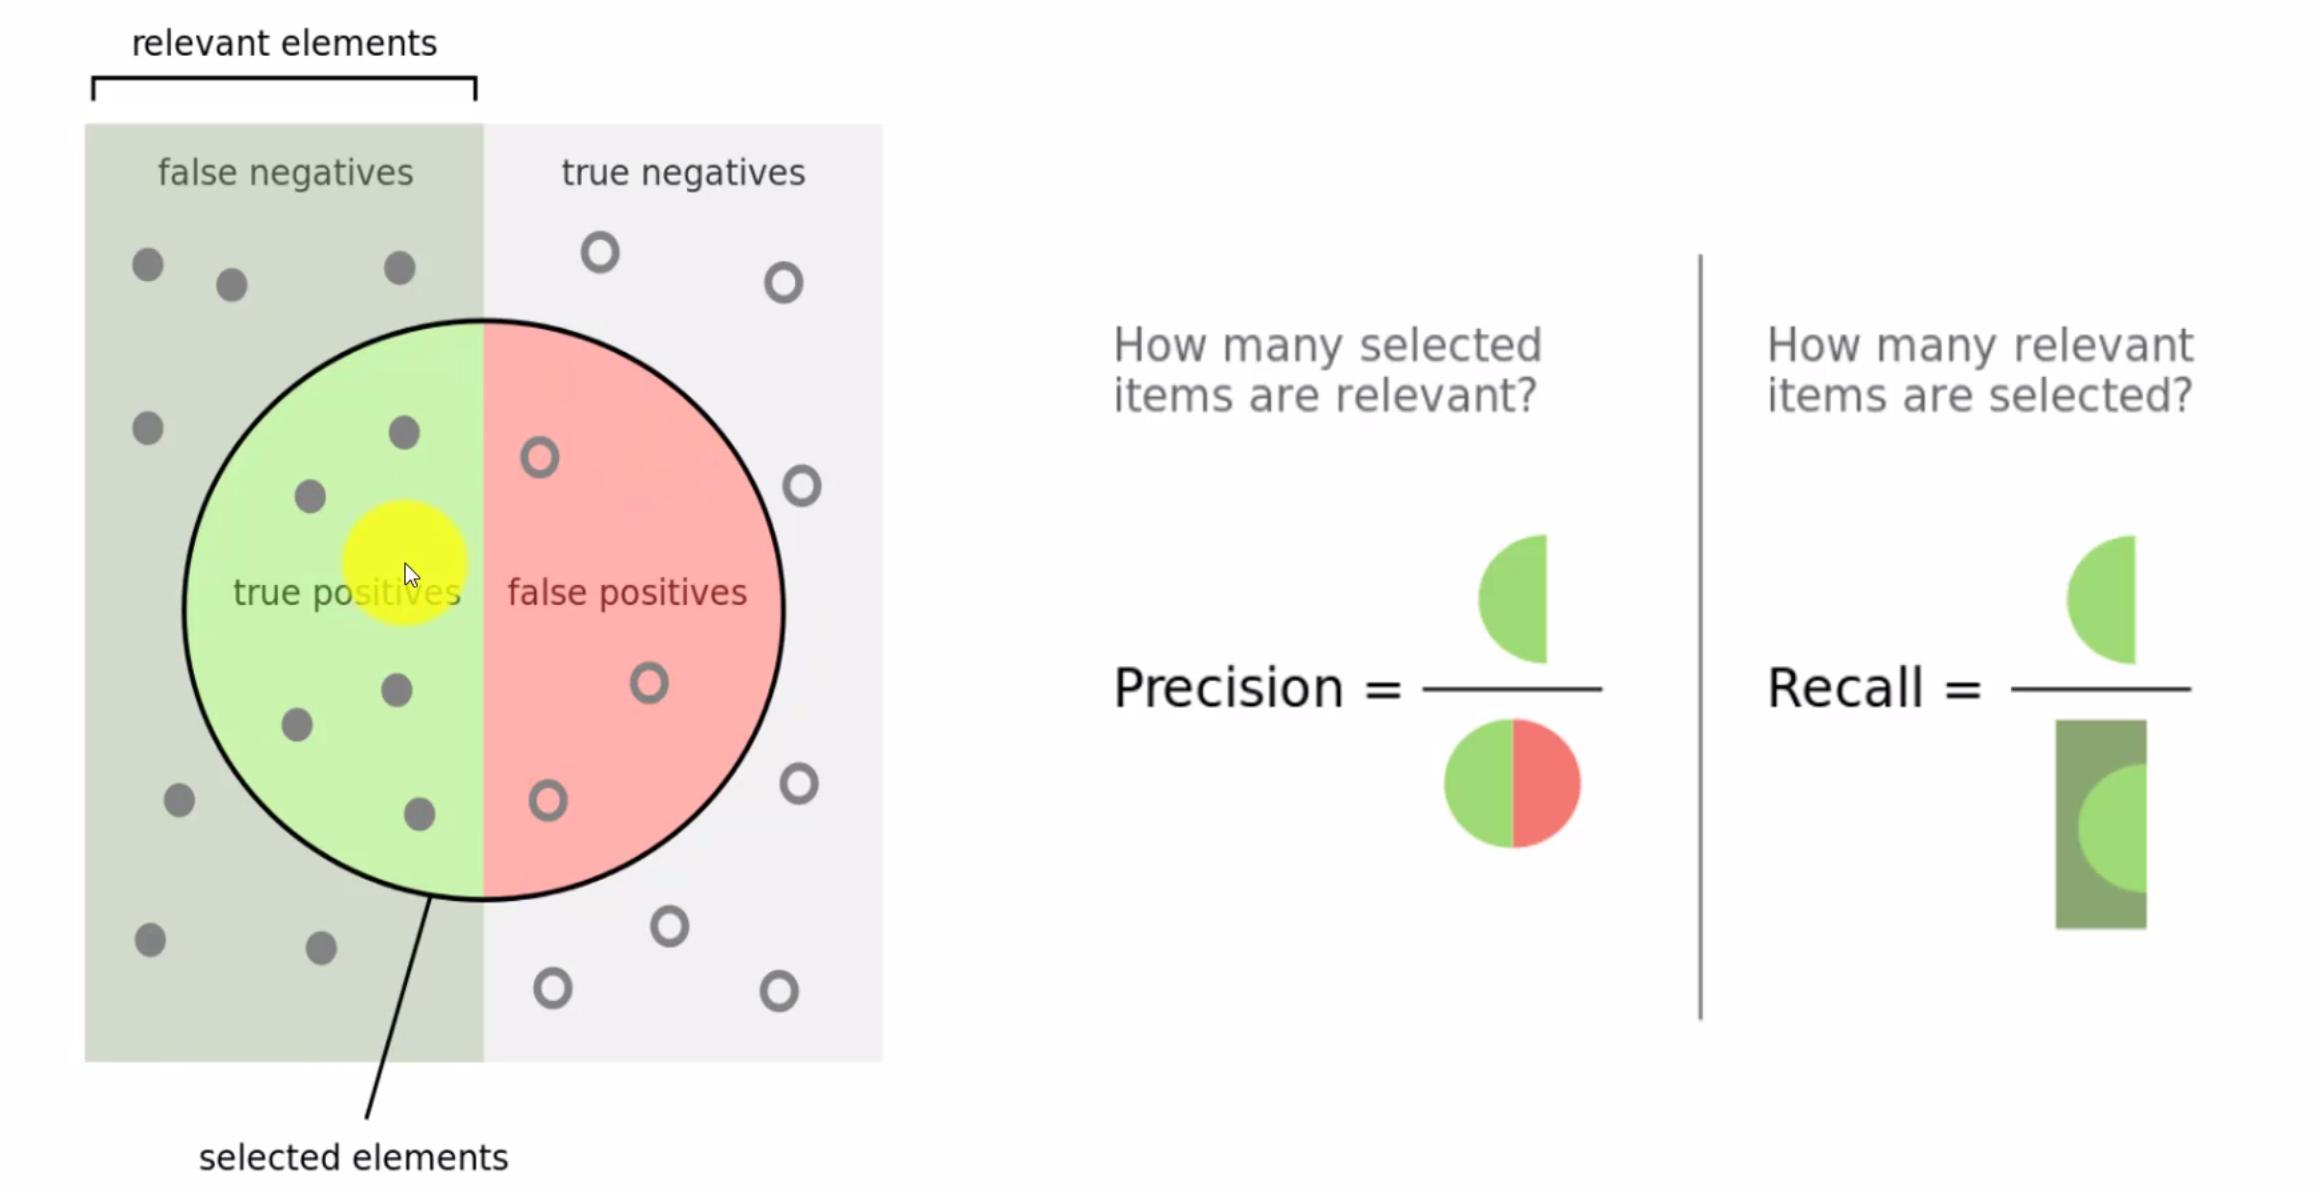 relevant elements
false negatives
true negatives
true positives
false positives
selected elements
How many selected
items are relevant?
Precision =
How many relevant
items are selected?
Recall =